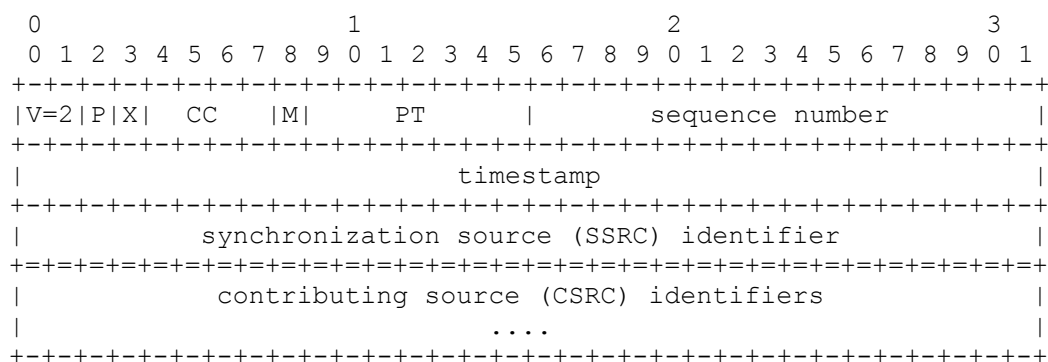 0                   1                   2                   3
 0 1 2 3 4 5 6 7 8 9 0 1 2 3 4 5 6 7 8 9 0 1 2 3 4 5 6 7 8 9 0 1
+-+-+-+-+-+-+-+-+-+-+-+-+-+-+-+-+-+-+-+-+-+-+-+-+-+-+-+-+-+-+-+-+
|V=2|P|X|  CC   |M|     PT      |       sequence number         |
+-+-+-+-+-+-+-+-+-+-+-+-+-+-+-+-+-+-+-+-+-+-+-+-+-+-+-+-+-+-+-+-+
|                           timestamp                           |
+-+-+-+-+-+-+-+-+-+-+-+-+-+-+-+-+-+-+-+-+-+-+-+-+-+-+-+-+-+-+-+-+
|           synchronization source (SSRC) identifier            |
+=+=+=+=+=+=+=+=+=+=+=+=+=+=+=+=+=+=+=+=+=+=+=+=+=+=+=+=+=+=+=+=+
|            contributing source (CSRC) identifiers             |
|                             ....                              |
+-+-+-+-+-+-+-+-+-+-+-+-+-+-+-+-+-+-+-+-+-+-+-+-+-+-+-+-+-+-+-+-+